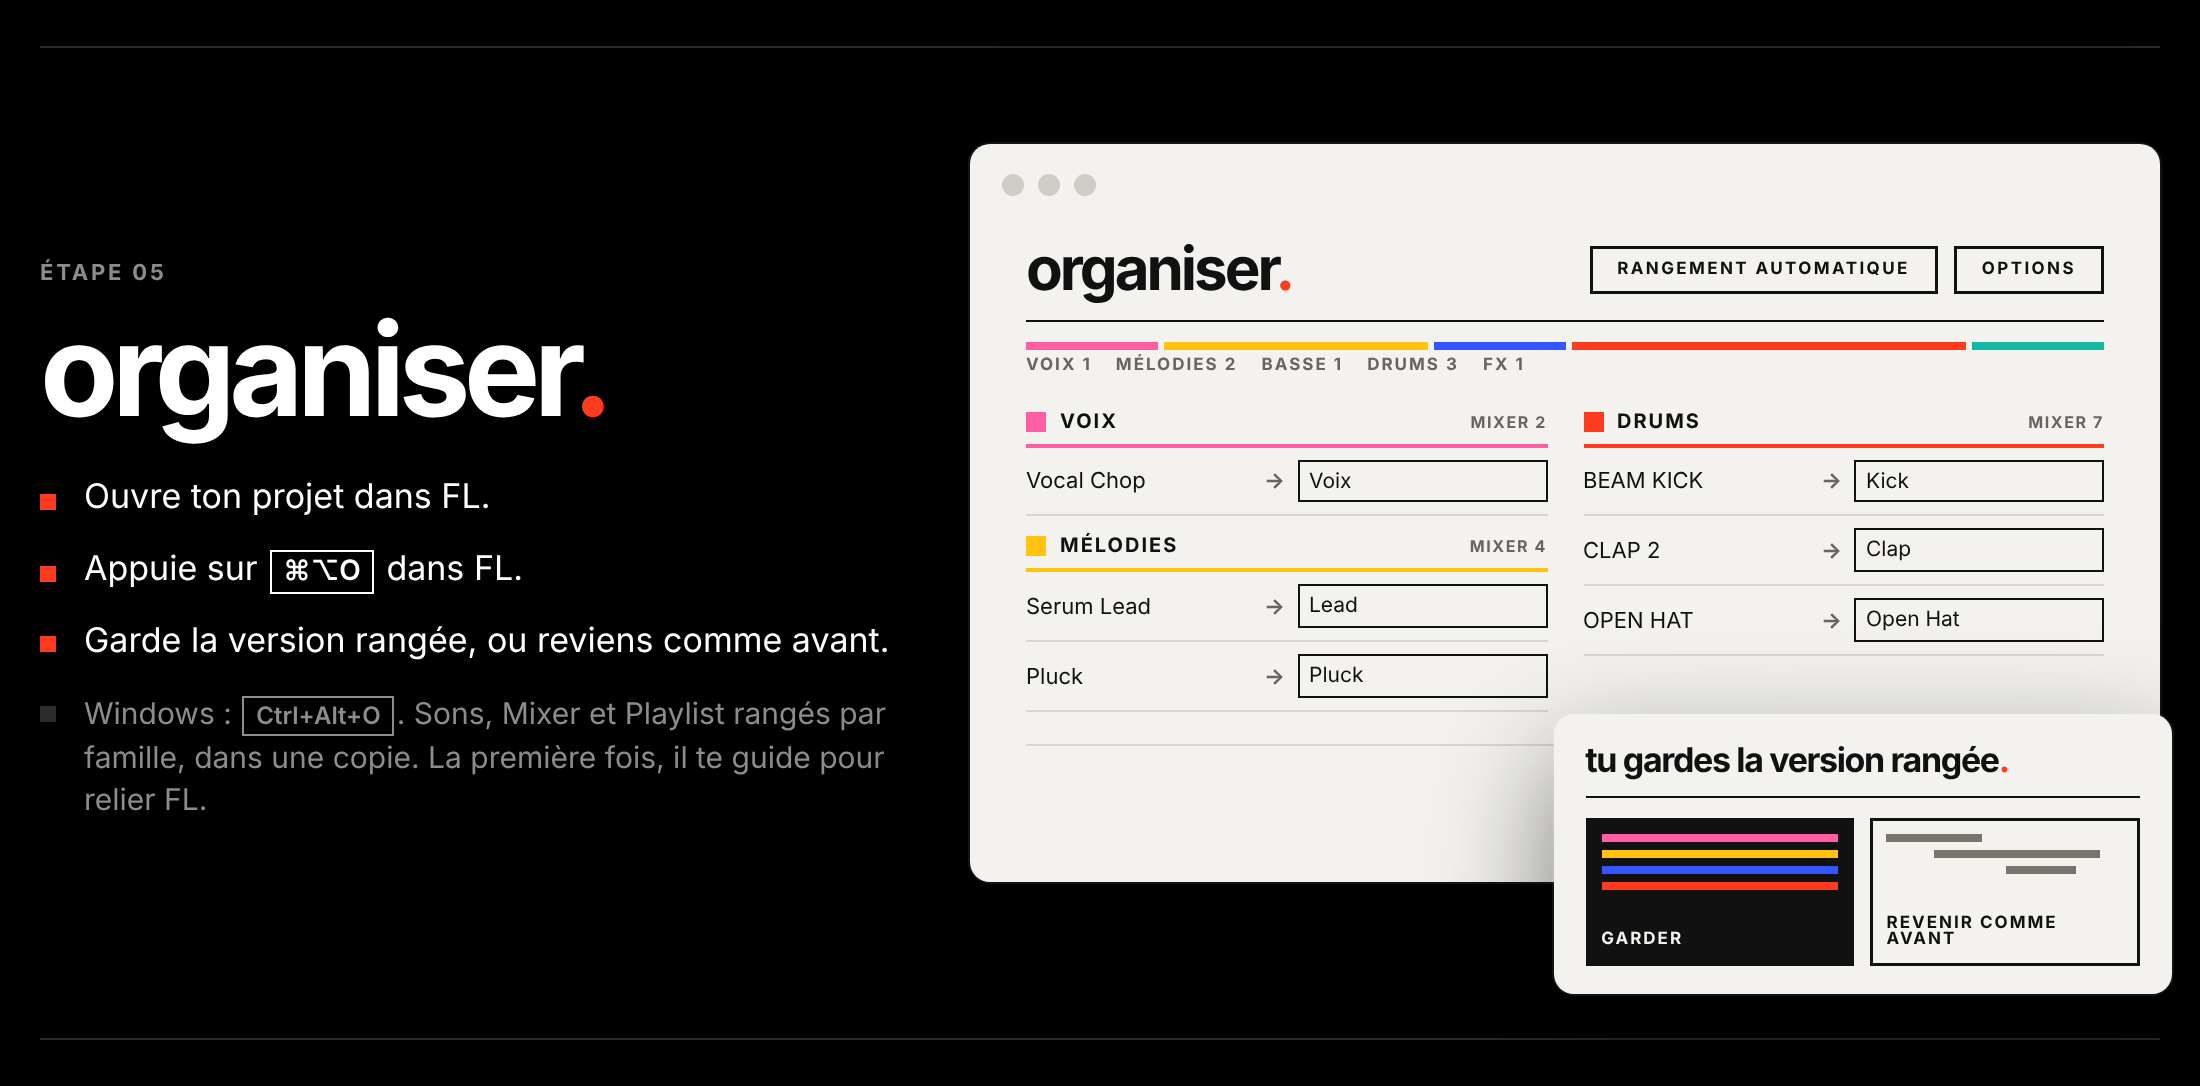 ÉTAPE 05
organiser.
Ouvre ton projet dans FL.
Appuie sur ⌘⌥O dans FL.
Garde la version rangée, ou reviens comme avant.
Windows : Ctrl+Alt+O. Sons, Mixer et Playlist rangés par
famille, dans une copie. La première fois, il te guide pour
relier FL.
organiser.
RANGEMENT AUTOMATIQUE
OPTIONS
VOIX 1 MÉLODIES 2 BASSE 1 DRUMS 3 FX 1
VOIX MIXER 2
Vocal Chop → Voix
MÉLODIES MIXER 4
Serum Lead → Lead
Pluck → Pluck
DRUMS MIXER 7
BEAM KICK → Kick
CLAP 2 → Clap
OPEN HAT → Open Hat
tu gardes la version rangée.
GARDER
REVENIR COMME
AVANT